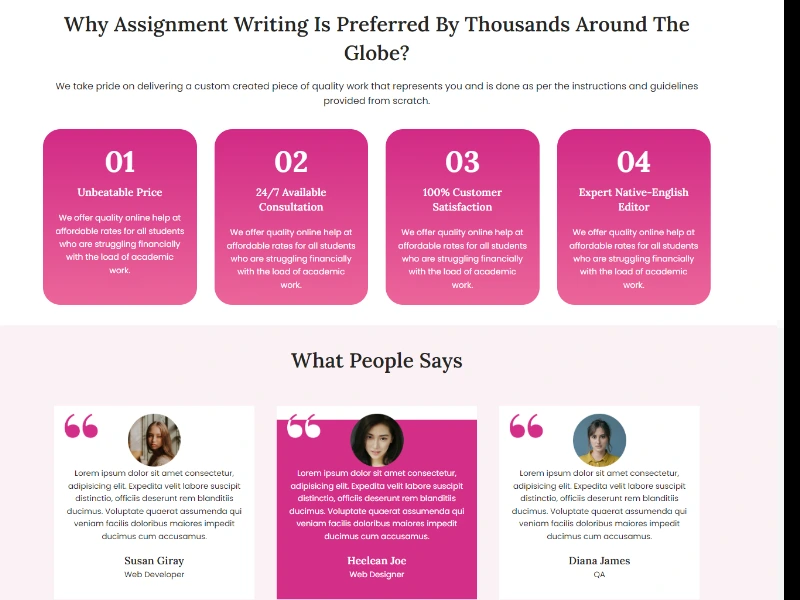 Why Assignment Writing Is Preferred By Thousands Around The
Globe?
We take pride on delivering a custom created piece of quality work that represents you and is done as per the instructions and guidelines
provided from scratch.
01
Unbeatable Price
We offer quality online help at
affordable rates for all students
who are struggling financially
with the load of academic
work.
02
24/7 Available
Consultation
We offer quality online help at
affordable rates for all students
who are struggling financially
with the load of academic
work.
03
100% Customer
Satisfaction
We offer quality online help at
affordable rates for all students
who are struggling financially
with the load of academic
work.
04
Expert Native-English
Editor
We offer quality online help at
affordable rates for all students
who are struggling financially
with the load of academic
work.
What People Says
Lorem ipsum dolor sit amet consectetur,
adipisicing elit. Expedita velit libero suscipit
distinctio, officiis deserunt rem blanditiis
ducimus. Voluptate quaerat assumenda qui
veniam facilis doloribus maiores impedit
ducimus cum accusamus.
Susan Giray
Web Developer
Lorem ipsum dolor sit amet consectetur,
adipisicing elit. Expedita velit libero suscipit
distinctio, officiis deserunt rem blanditiis
ducimus. Voluptate quaerat assumenda qui
veniam facilis doloribus maiores impedit
ducimus cum accusamus.
Heelean Joe
Web Designer
Lorem ipsum dolor sit amet consectetur,
adipisicing elit. Expedita velit libero suscipit
distinctio, officiis deserunt rem blanditiis
ducimus. Voluptate quaerat assumenda qui
veniam facilis doloribus maiores impedit
ducimus cum accusamus.
Diana James
QA